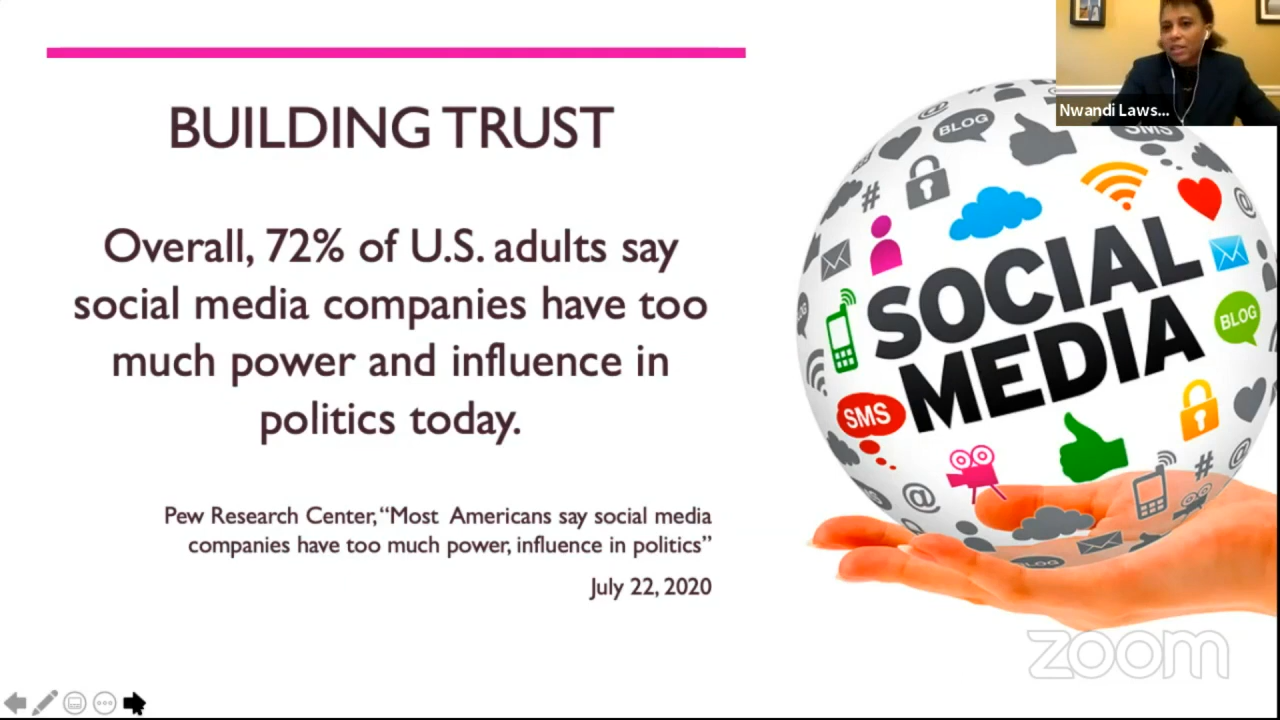 BUILDING TRUST
Overall, 72% of U.S. adults say
social media companies have too
much power and influence in
politics today.
Pew Research Center, “Most Americans say social media
companies have too much power, influence in politics”
July 22, 2020
Nwandi Laws...
BLOG
SMS
#
@
@
SOCIAL
MEDIA
BLOG
SMS
@
#
@
BLOG
zoom